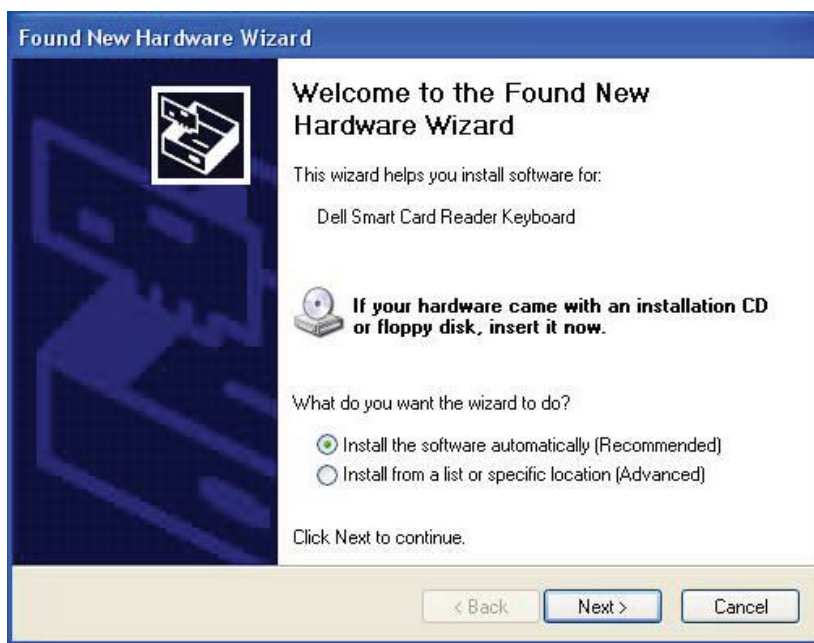 Found New Hardware Wizard
Welcome to the Found New
Hardware Wizard
This wizard helps you install software for:
Dell Smart Card Reader Keyboard
If your hardware came with an installation CD
or floppy disk, insert it now.
What do you want the wizard to do?
Install the software automatically (Recommended)
Install from a list or specific location (Advanced)
Click Next to continue.
< Back Next > Cancel